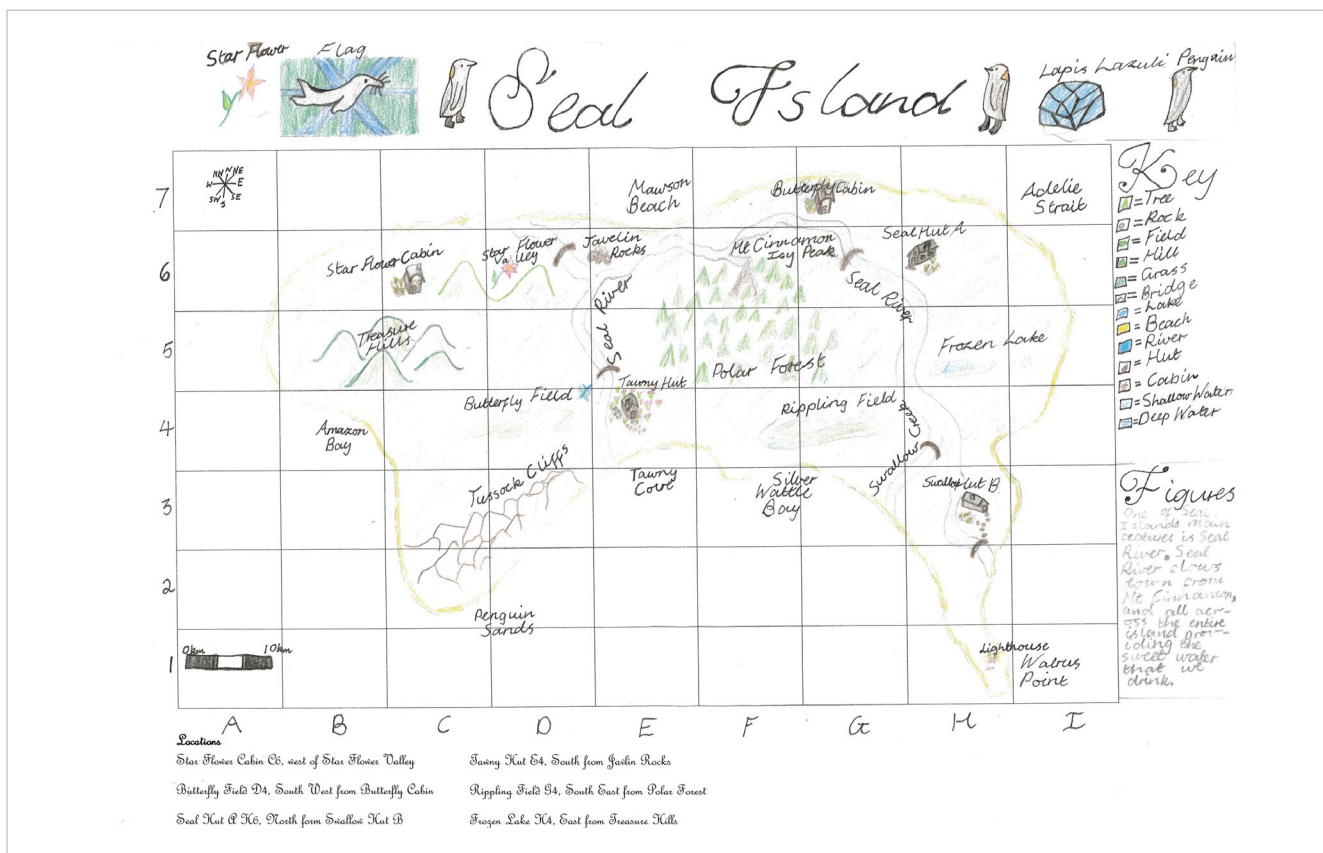 Star Flower
Flag
Seal Island
Lapis Lazuli Penguin
7
6
5
4
3
2
1
N
NE
E
SE
S
SW
W
NW
Mawson
Beach
Butterfly Cabin
Adelie
Strait
Star Flower Cabin
Star Flower
Valley
Javelin
Rocks
Mt Cinnamon
Icy Peak
Seal Hut A
Seal River
Seal River
Treasure
Hills
Polar Forest
Frozen Lake
Butterfly Field
Tawny Hut
Rippling Field
Amazon
Bay
Swallow Creek
Tussock Cliffs
Tawny
Cove
Silver
Wattle
Bay
Swallow Hut B
Penguin
Sands
0km 10km
Lighthouse
Walrus
Point
A B C D E F G H I
Key
=Tree
=Rock
=Field
=Hill
=Grass
=Bridge
=Lake
=Beach
=River
=Hut
=Cabin
=Shallow Water
=Deep Water
Figures
One of Seal
Islands main
features is Seal
River. Seal
River flows
down from
Mt Cinnamon,
and all acr-
oss the entire
island prov-
iding the
sweet water
that we
drink.
Locations
Star Flower Cabin C6, west of Star Flower Valley
Butterfly Field D4, South West from Butterfly Cabin
Seal Hut A H6, North form Swallow Hut B
Tawny Hut E4, South from Javlin Rocks
Rippling Field G4, South East from Polar Forest
Frozen Lake H4, East from Treasure Hills